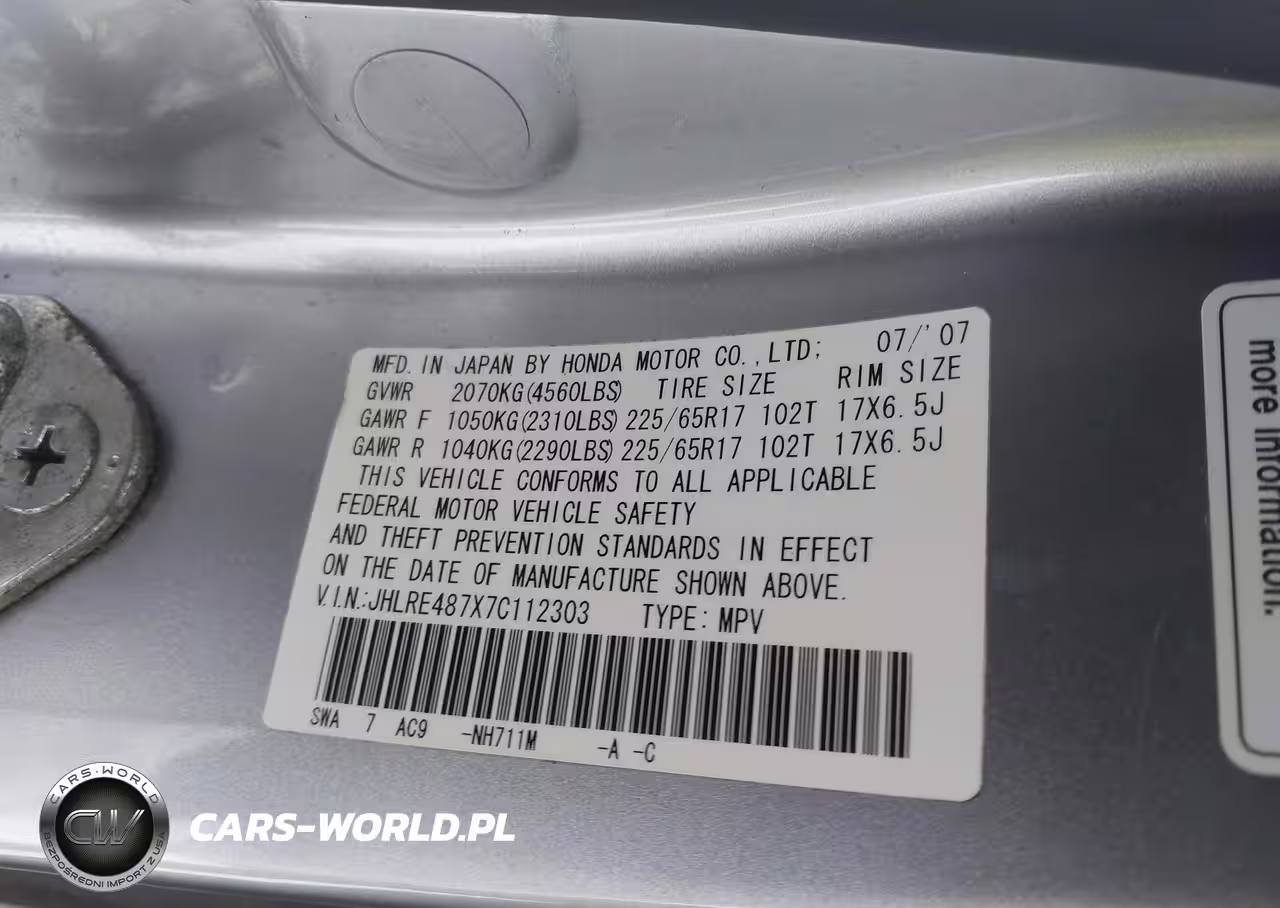 MFD. IN JAPAN BY HONDA MOTOR CO., LTD; 07/'07
GVWR 2070KG(4560LBS) TIRE SIZE RIM SIZE
GAWR F 1050KG(2310LBS) 225/65R17 102T 17X6.5J
GAWR R 1040KG(2290LBS) 225/65R17 102T 17X6.5J
THIS VEHICLE CONFORMS TO ALL APPLICABLE
FEDERAL MOTOR VEHICLE SAFETY
AND THEFT PREVENTION STANDARDS IN EFFECT
ON THE DATE OF MANUFACTURE SHOWN ABOVE.
V.I.N.:JHLRE487X7C112303 TYPE: MPV
SWA 7 AC9 -NH711M -A -C
more information.
CARS-WORLD
CW
BEZPOŚREDNI IMPORT Z USA
CARS-WORLD.PL